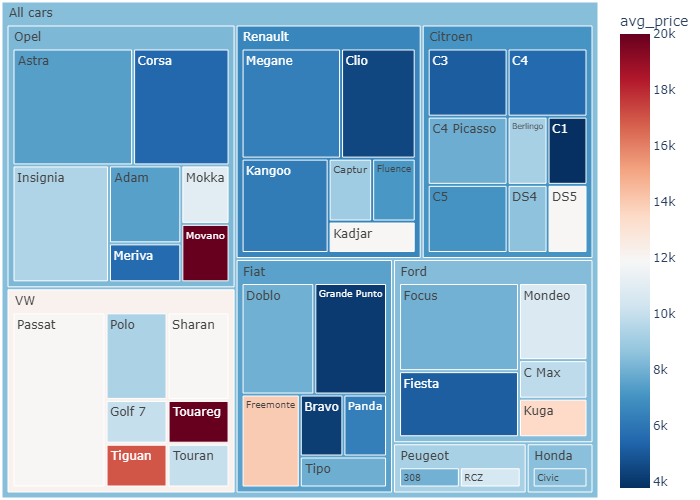 All cars
Opel
Astra
Corsa
Insignia
Adam
Mokka
Meriva
Movano
Renault
Megane
Clio
Kangoo
Captur
Fluence
Kadjar
Citroen
C3
C4
C4 Picasso
Berlingo
C1
C5
DS4
DS5
VW
Passat
Polo
Sharan
Golf 7
Touareg
Tiguan
Touran
Fiat
Doblo
Grande Punto
Freemonte
Bravo
Panda
Tipo
Ford
Focus
Mondeo
Fiesta
C Max
Kuga
Peugeot
308
RCZ
Honda
Civic
avg_price
20k
18k
16k
14k
12k
10k
8k
6k
4k